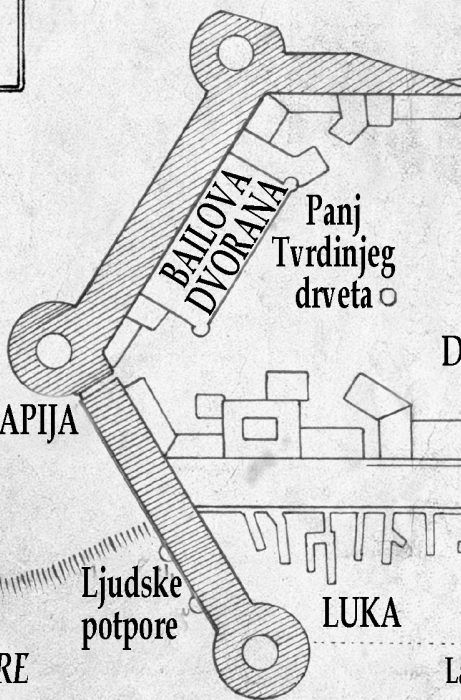 BAILOVA
DVORANA
Panj
Tvrdinjeg
drveta
D
APIJA
Ljudske
potpore
LUKA
RE
La